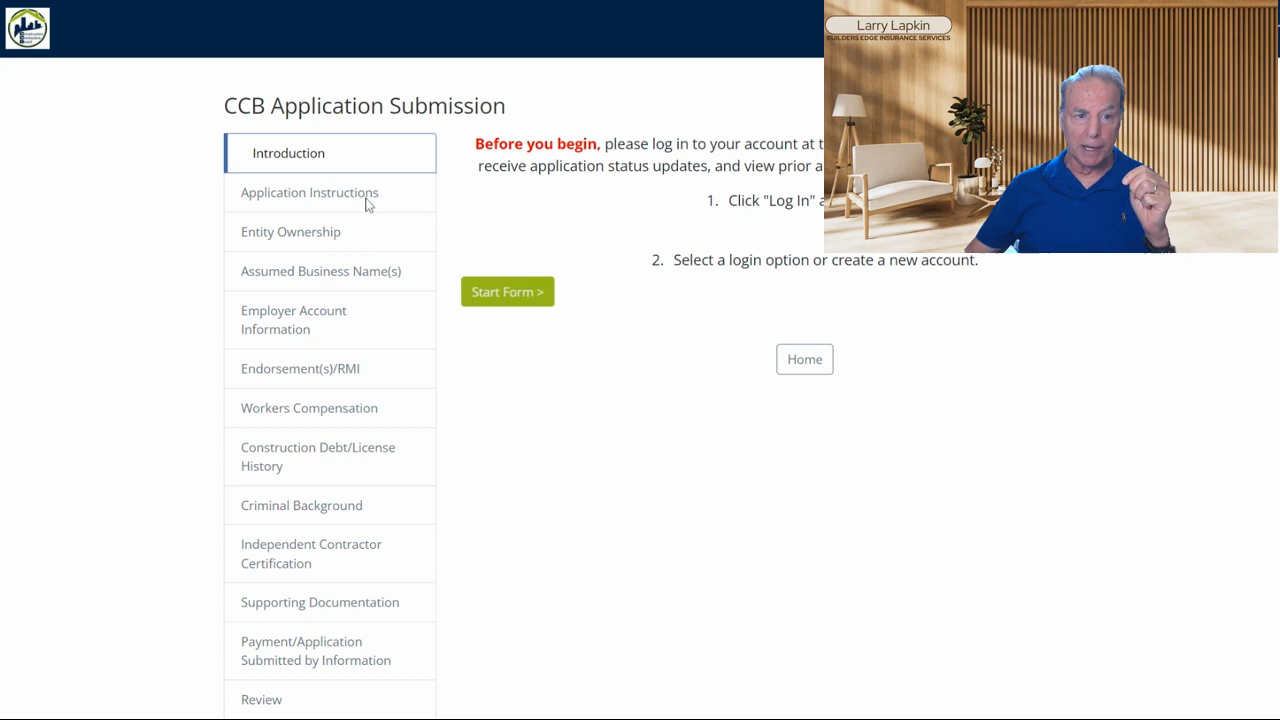 Larry Lapkin
BUILDERS EDGE INSURANCE SERVICES
CCB Application Submission
Introduction
Application Instructions
Entity Ownership
Assumed Business Name(s)
Employer Account
Information
Endorsement(s)/RMI
Workers Compensation
Construction Debt/License
History
Criminal Background
Independent Contractor
Certification
Supporting Documentation
Payment/Application
Submitted by Information
Review
Before you begin, please log in to your account at
receive application status updates, and view prior
1. Click "Log In"
2. Select a login option or create a new account.
Start Form >
Home